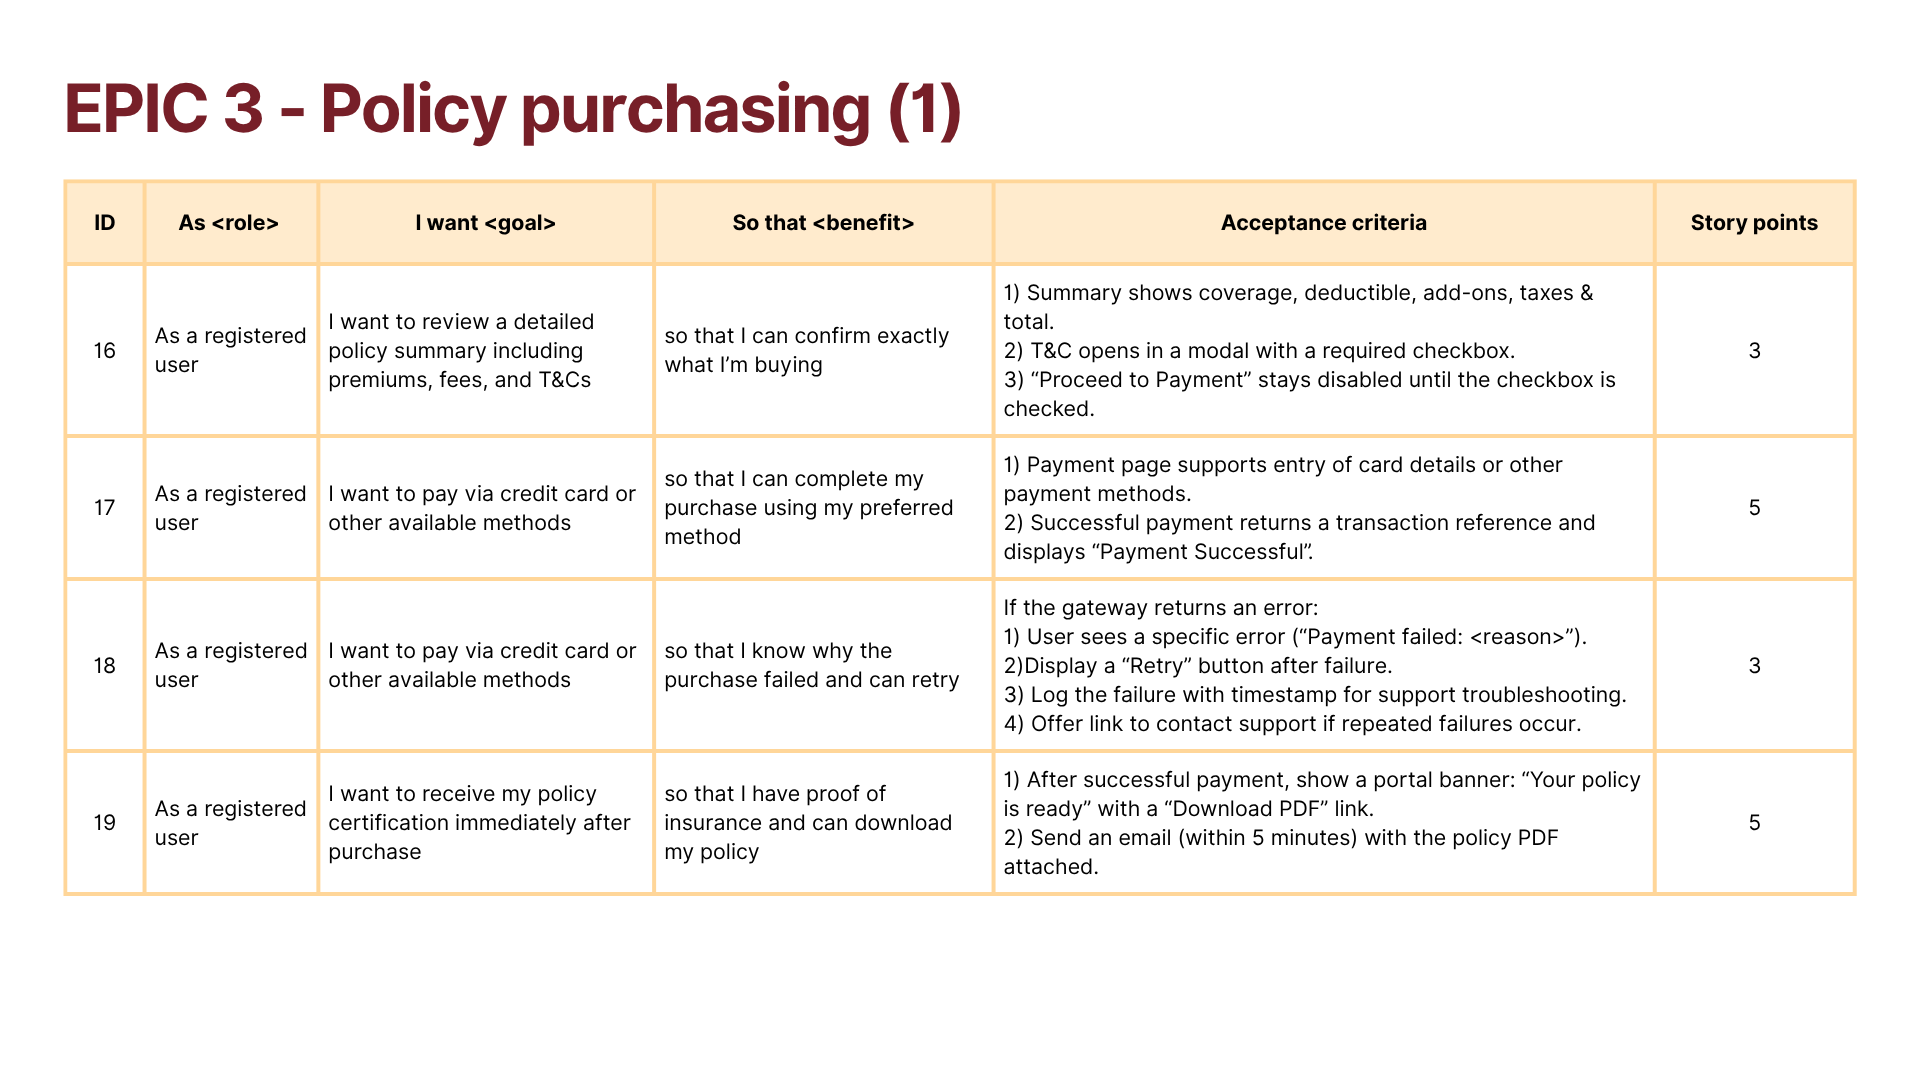 EPIC 3 - Policy purchasing (1)
ID
As <role>
I want <goal>
So that <benefit>
Acceptance criteria
Story points
16
As a registered
user
I want to review a detailed
policy summary including
premiums, fees, and T&Cs
so that I can confirm exactly
what I’m buying
1) Summary shows coverage, deductible, add-ons, taxes &
total.
2) T&C opens in a modal with a required checkbox.
3) “Proceed to Payment” stays disabled until the checkbox is
checked.
3
17
As a registered
user
I want to pay via credit card or
other available methods
so that I can complete my
purchase using my preferred
method
1) Payment page supports entry of card details or other
payment methods.
2) Successful payment returns a transaction reference and
displays “Payment Successful”.
5
18
As a registered
user
I want to pay via credit card or
other available methods
so that I know why the
purchase failed and can retry
If the gateway returns an error:
1) User sees a specific error (“Payment failed: <reason>”).
2)Display a “Retry” button after failure.
3) Log the failure with timestamp for support troubleshooting.
4) Offer link to contact support if repeated failures occur.
3
19
As a registered
user
I want to receive my policy
certification immediately after
purchase
so that I have proof of
insurance and can download
my policy
1) After successful payment, show a portal banner: “Your policy
is ready” with a “Download PDF” link.
2) Send an email (within 5 minutes) with the policy PDF
attached.
5